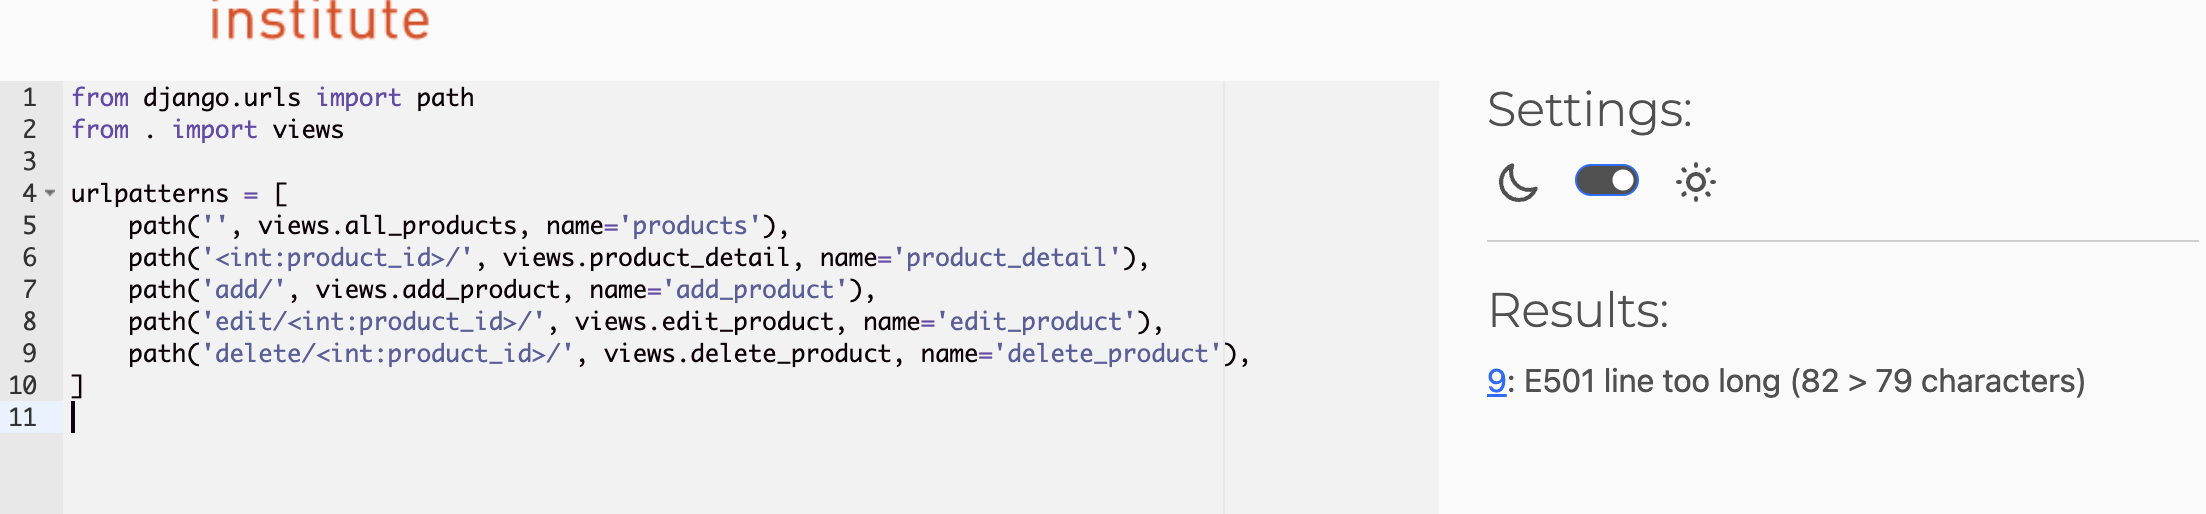 institute
1 from django.urls import path
2 from . import views
3
4 urlpatterns = [
5     path('', views.all_products, name='products'),
6     path('<int:product_id>/', views.product_detail, name='product_detail'),
7     path('add/', views.add_product, name='add_product'),
8     path('edit/<int:product_id>/', views.edit_product, name='edit_product'),
9     path('delete/<int:product_id>/', views.delete_product, name='delete_product'),
10 ]
11
Settings:
Results:
9: E501 line too long (82 > 79 characters)